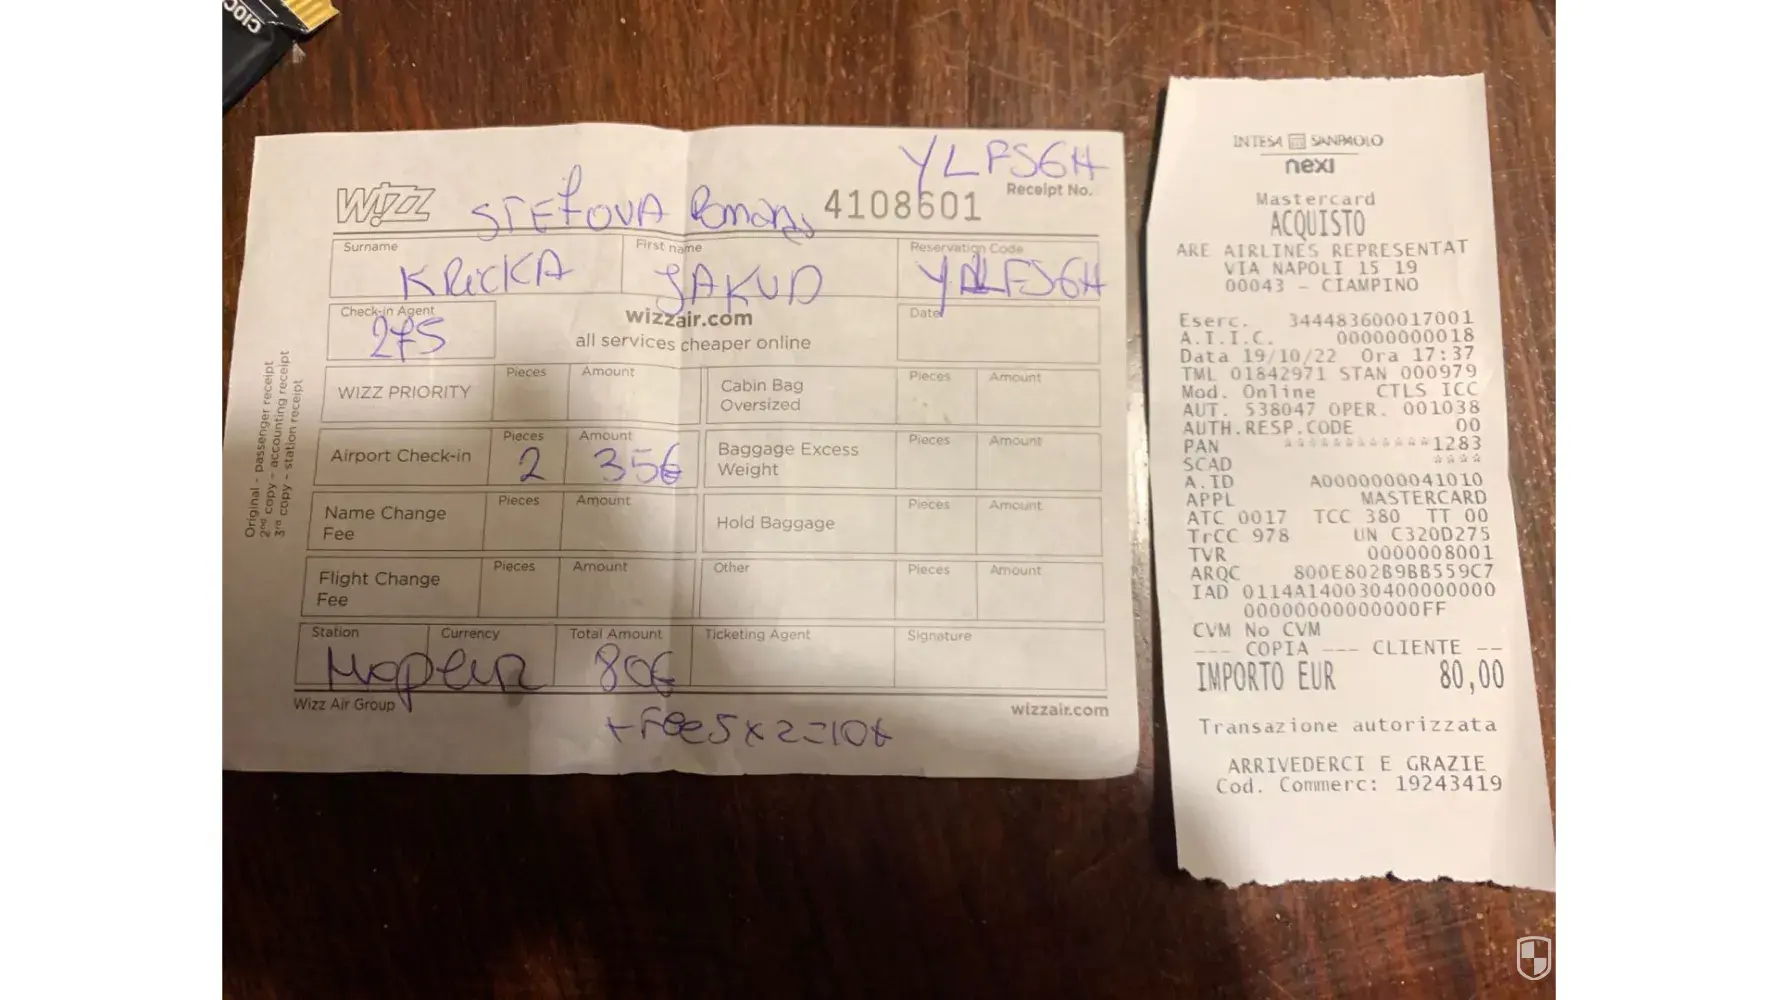 CIOC
YLFSGH
WIZZ
STEFOVA Romana
4108601
Receipt No.
Surname
KRICKA
First name
JAKUB
Reservation Code
Check-in Agent
275
wizzair.com
all services cheaper online
Date
Original - passenger receipt
2nd copy - accounting receipt
3rd copy - station receipt
WIZZ PRIORITY Pieces Amount
Cabin Bag Oversized Pieces Amount
Airport Check-in Pieces 2 Amount 35€
Baggage Excess Weight Pieces Amount
Name Change Fee Pieces Amount
Hold Baggage Pieces Amount
Flight Change Fee Pieces Amount
Other Pieces Amount
Station Currency Total Amount 80€ Ticketing Agent Signature
Wizz Air Group
wizzair.com
+ Fee 5 x 2 = 10€
INTESA SANPAOLO
nexi
Mastercard
ACQUISTO
ARE AIRLINES REPRESENTAT
VIA NAPOLI 15 19
00043 - CIAMPINO
Eserc. 344483600017001
A.I.I.C. 00000000018
Data 19/10/22 Ora 17:37
TML 01842971 STAN 000979
Mod. Online CTLS ICC
AUT. 538047 OPER. 001038
AUTH.RESP.CODE 00
PAN ************1283
SCAD ****
A.ID A0000000041010
APPL MASTERCARD
ATC 0017 TCC 380 TT 00
TrCC 978 UN C320D275
TVR 0000008001
ARQC 800E802B9BB559C7
IAD 0114A140030400000000
00000000000000FF
CVM No CVM
--- COPIA --- CLIENTE --
IMPORTO EUR 80,00
Transazione autorizzata
ARRIVEDERCI E GRAZIE
Cod. Commerc: 19243419